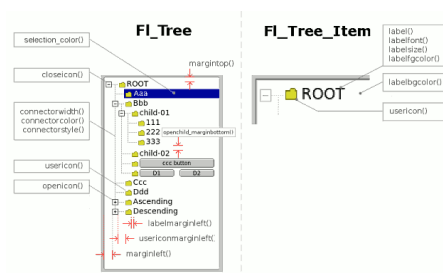 Fl_Tree
Fl_Tree_Item
selection_color()
margintop()
closeicon()
ROOT
Aaa
Bbb
child-01
111
222
openchild_marginbottom()
333
child-02
ccc button
D1
D2
Ccc
Ddd
Ascending
Descending
connectorwidth()
connectorcolor()
connectorstyle()
usericon()
openicon()
labelmarginleft()
usericonmarginleft(
marginleft()
label()
labelfont()
labelsize()
labelfgcolor()
ROOT
labelbgcolor()
usericon()